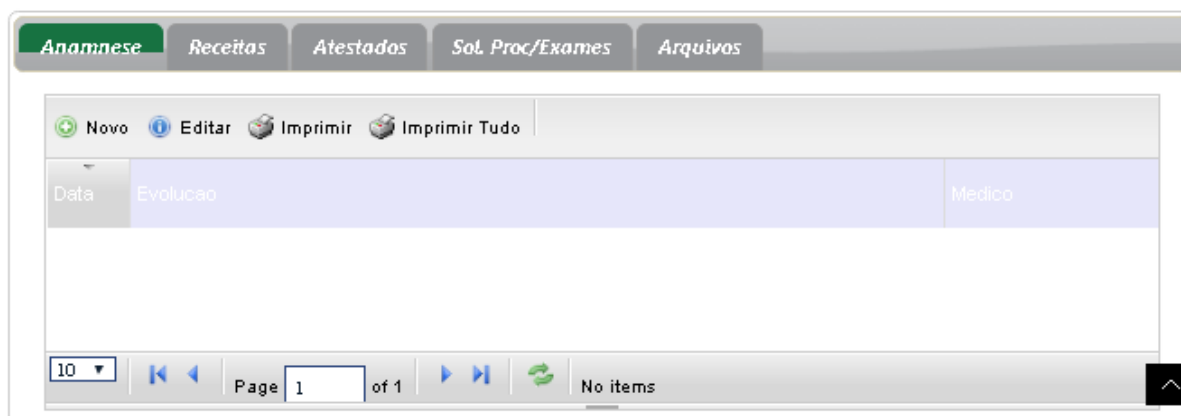 Anamnese Receitas Atestados Sol. Proc/Exames Arquivos
Novo Editar Imprimir Imprimir Tudo
Data Evolucao Medico
10 Page 1 of 1 No items